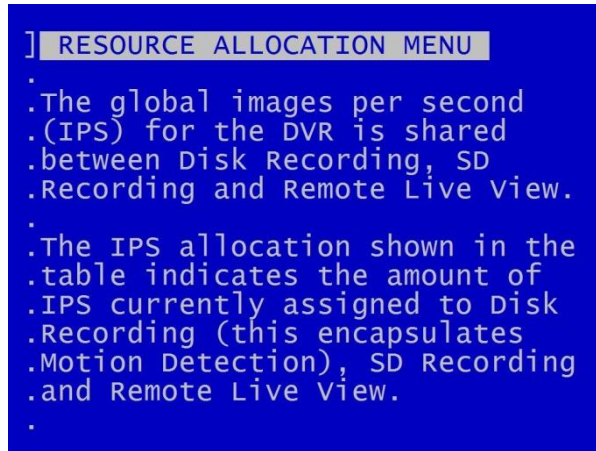 ] RESOURCE ALLOCATION MENU
.
.The global images per second
.(IPS) for the DVR is shared
.between Disk Recording, SD
.Recording and Remote Live View.
.
.The IPS allocation shown in the
.table indicates the amount of
.IPS currently assigned to Disk
.Recording (this encapsulates
.Motion Detection), SD Recording
.and Remote Live View.
.